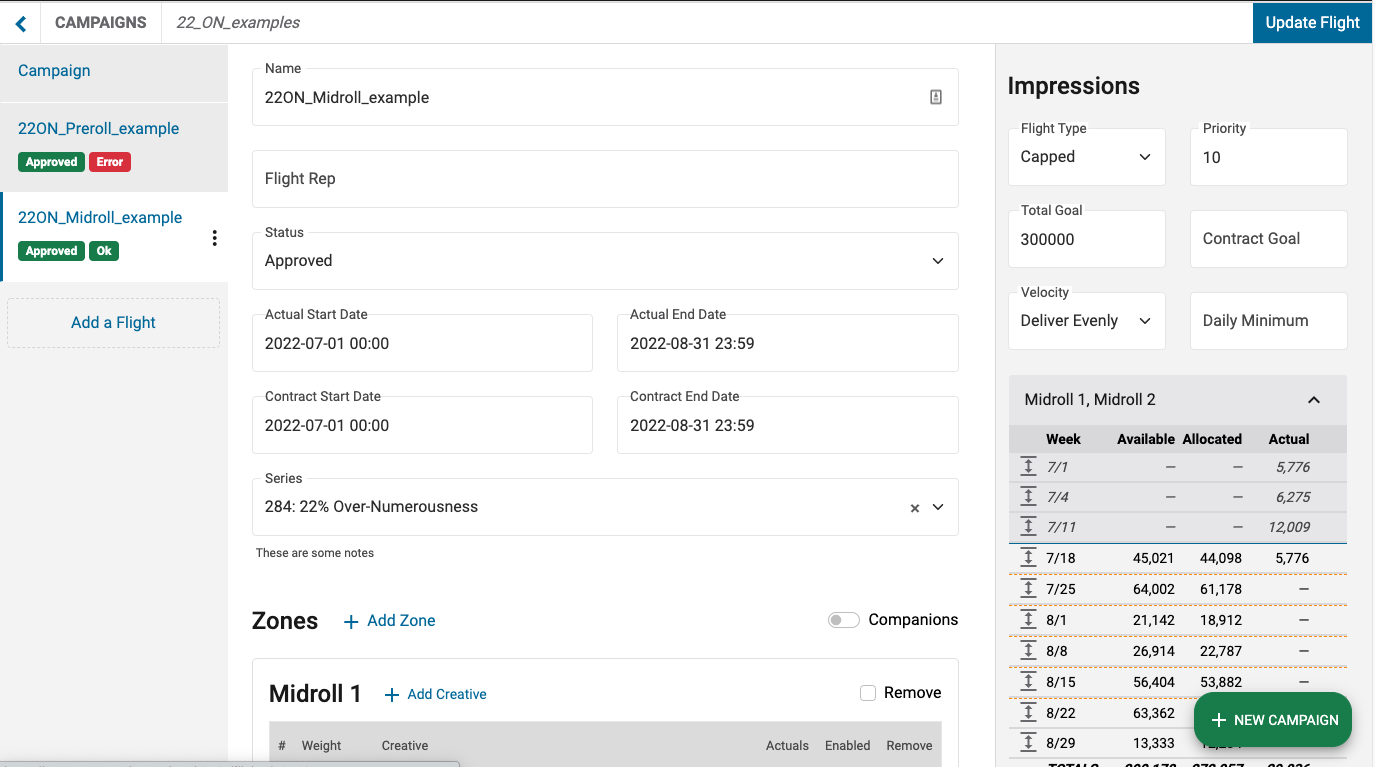 CAMPAIGNS
22_ON_examples
Update Flight
Campaign
22ON_Preroll_example
Approved Error
22ON_Midroll_example
Approved Ok
Add a Flight
Name
22ON_Midroll_example
Flight Rep
Status
Approved
Actual Start Date
2022-07-01 00:00
Actual End Date
2022-08-31 23:59
Contract Start Date
2022-07-01 00:00
Contract End Date
2022-08-31 23:59
Series
284: 22% Over-Numerousness
These are some notes
Zones
+ Add Zone
Companions
Midroll 1
+ Add Creative
Remove
# Weight Creative Actuals Enabled Remove
Impressions
Flight Type
Capped
Priority
10
Total Goal
300000
Contract Goal
Velocity
Deliver Evenly
Daily Minimum
Midroll 1, Midroll 2
Week Available Allocated Actual
7/1 — — 5,776
7/4 — — 6,275
7/11 — — 12,009
7/18 45,021 44,098 5,776
7/25 64,002 61,178 —
8/1 21,142 18,912 —
8/8 26,914 22,787 —
8/15 56,404 53,882 —
8/22 63,362
8/29 13,333
+ NEW CAMPAIGN